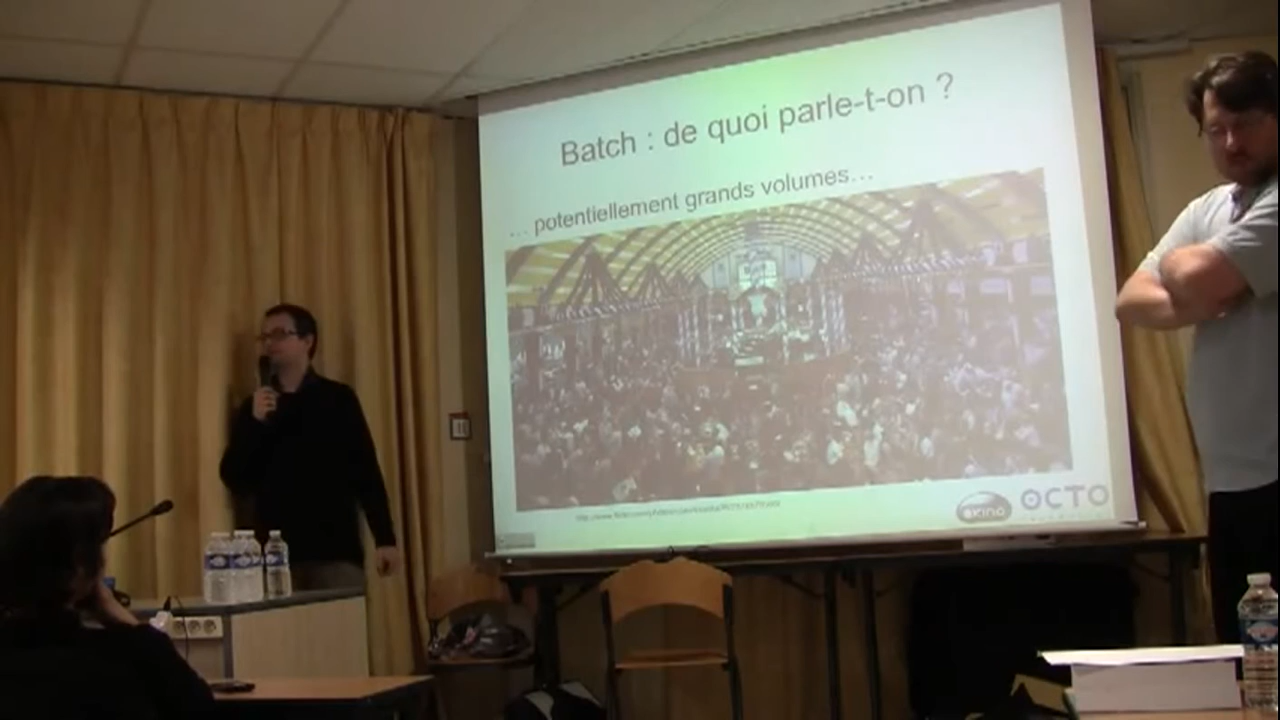 Batch : de quoi parle-t-on ?
… potentiellement grands volumes…
OCTO